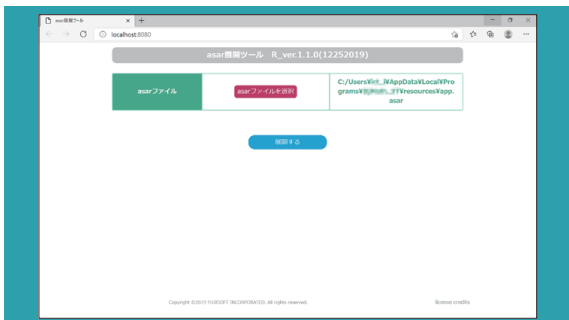 asar展開ツール
localhost:8080
asar展開ツール R_ver.1.1.0(12252019)
asarファイル
asarファイルを選択
C:/Users¥ ¥AppData¥Local¥Pro
grams¥ ¥resources¥app.
asar
展開する
Copyright ©2019 FUJISOFT INCORPORATED. All rights reserved.
license credits